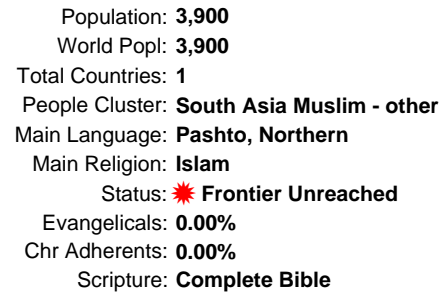 Population: 3,900
World Popl: 3,900
Total Countries: 1
People Cluster: South Asia Muslim - other
Main Language: Pashto, Northern
Main Religion: Islam
Status: Frontier Unreached
Evangelicals: 0.00%
Chr Adherents: 0.00%
Scripture: Complete Bible